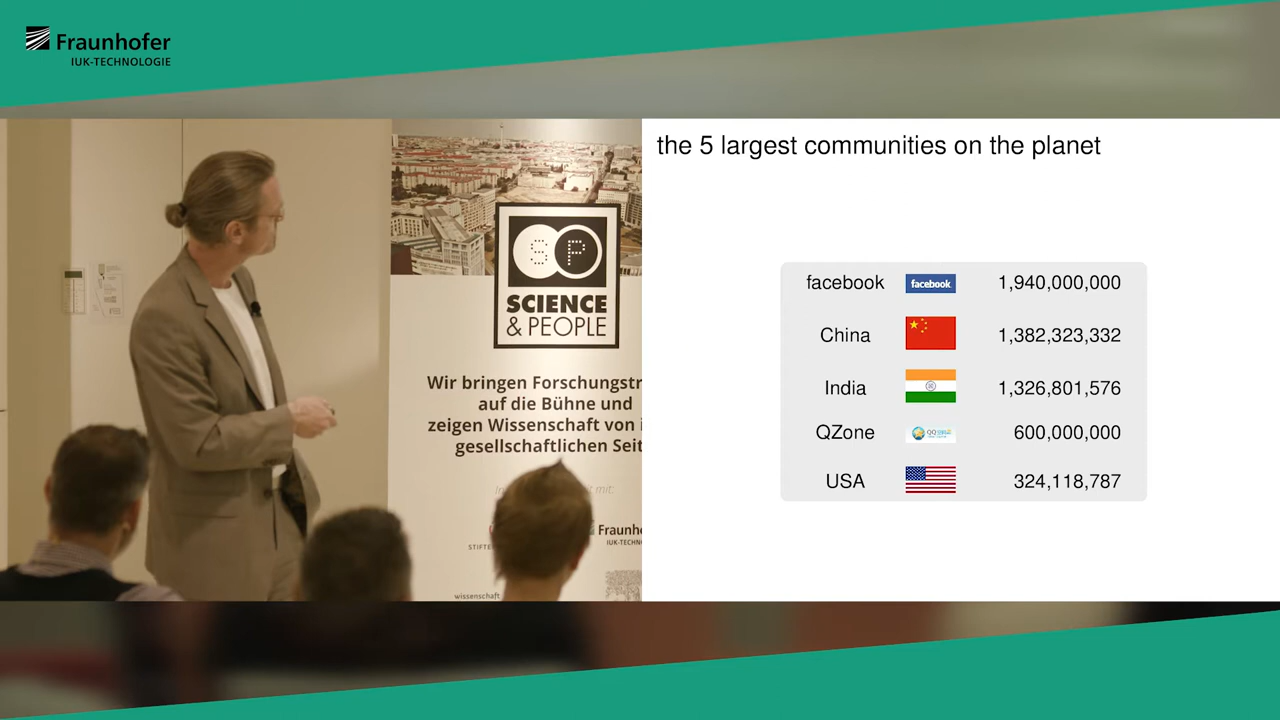 Fraunhofer
IUK-TECHNOLOGIE
the 5 largest communities on the planet
facebook facebook 1,940,000,000
China 1,382,323,332
India 1,326,801,576
QZone 600,000,000
USA 324,118,787
SP
SCIENCE
& PEOPLE
Wir bringen Forschungstr
auf die Bühne und
zeigen Wissenschaft von i
gesellschaftlichen Seit
mit:
Fraunho
IUK-TECHN
STIFTE
wissenschaft